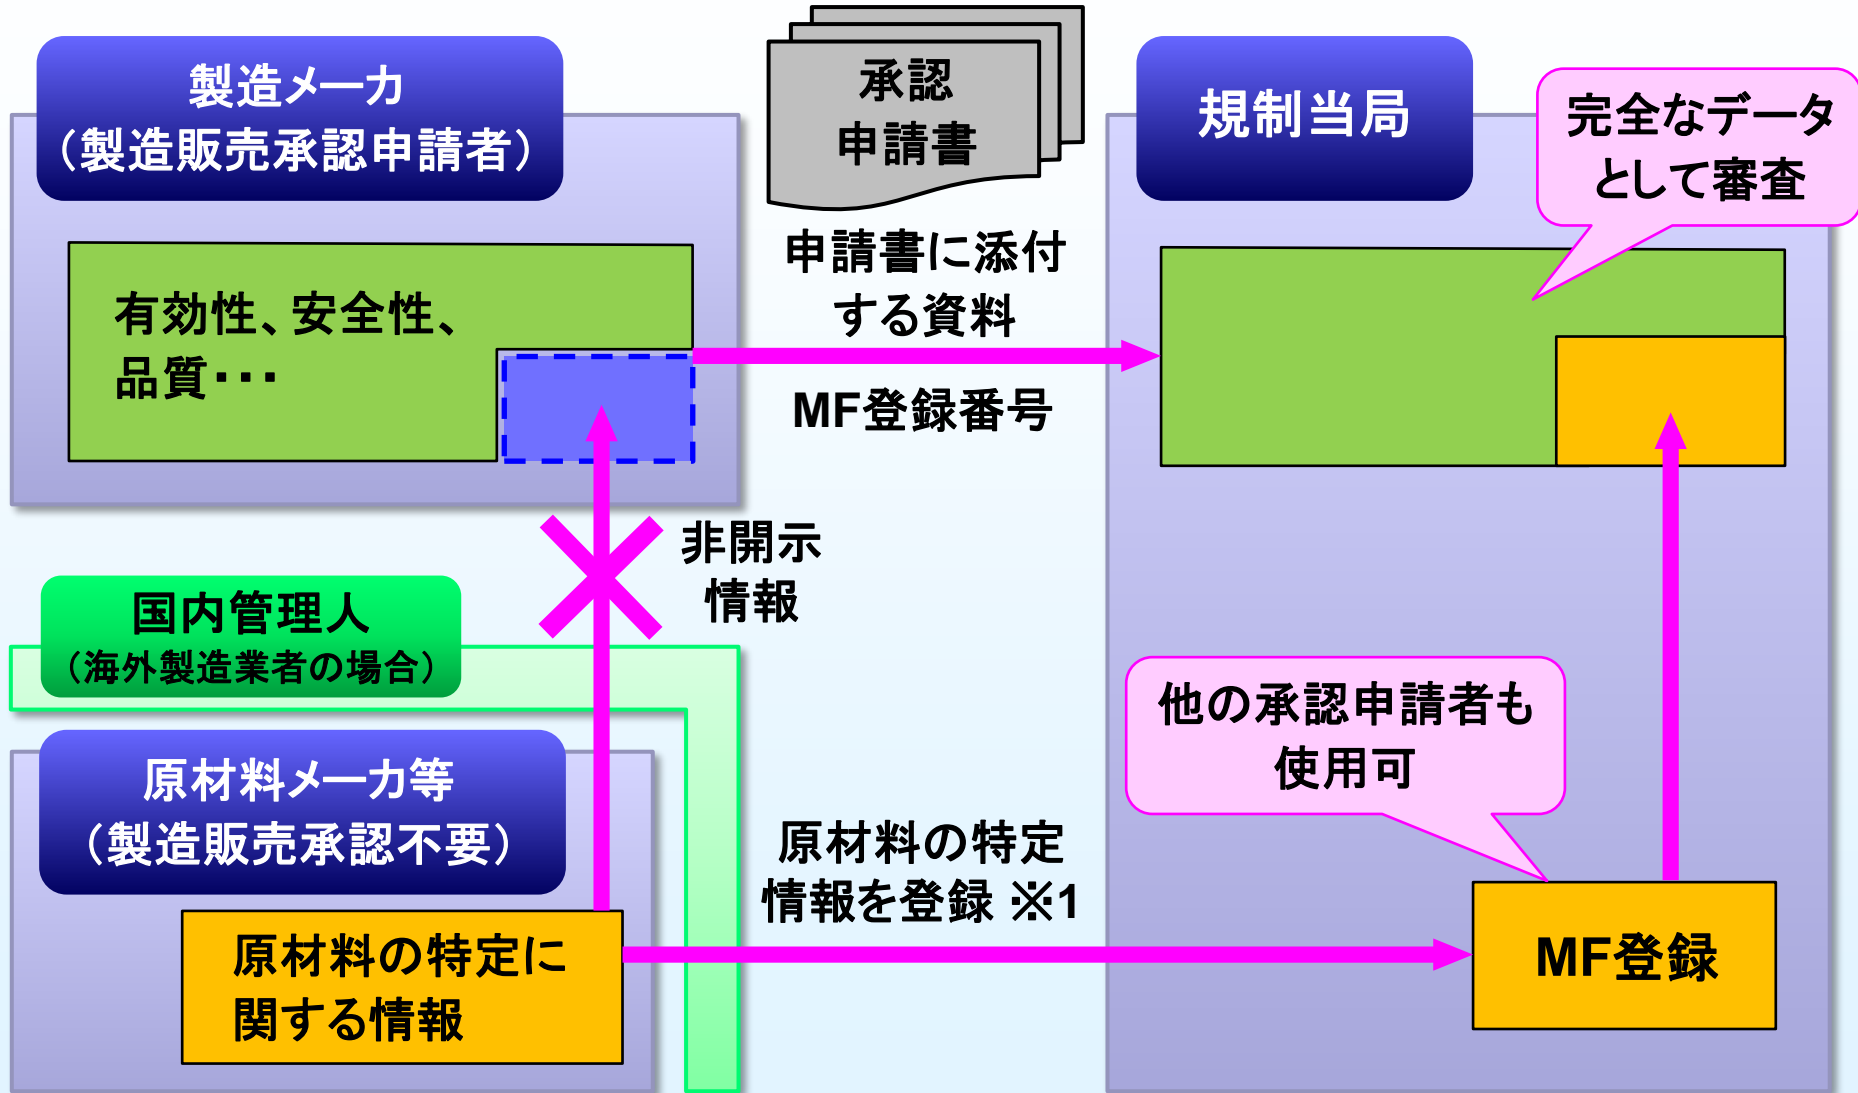 製造メーカ
（製造販売承認申請者）
承認
申請書
規制当局
完全なデータ
として審査
有効性、安全性、
品質・・・
申請書に添付
する資料
MF登録番号
非開示
情報
国内管理人
（海外製造業者の場合）
他の承認申請者も
使用可
原材料メーカ等
（製造販売承認不要）
原材料の特定
情報を登録 ※1
原材料の特定に
関する情報
MF登録